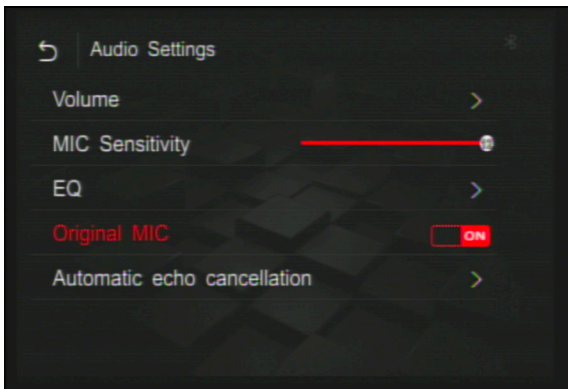 Audio Settings
Volume
MIC Sensitivity
EQ
Original MIC
ON
Automatic echo cancellation